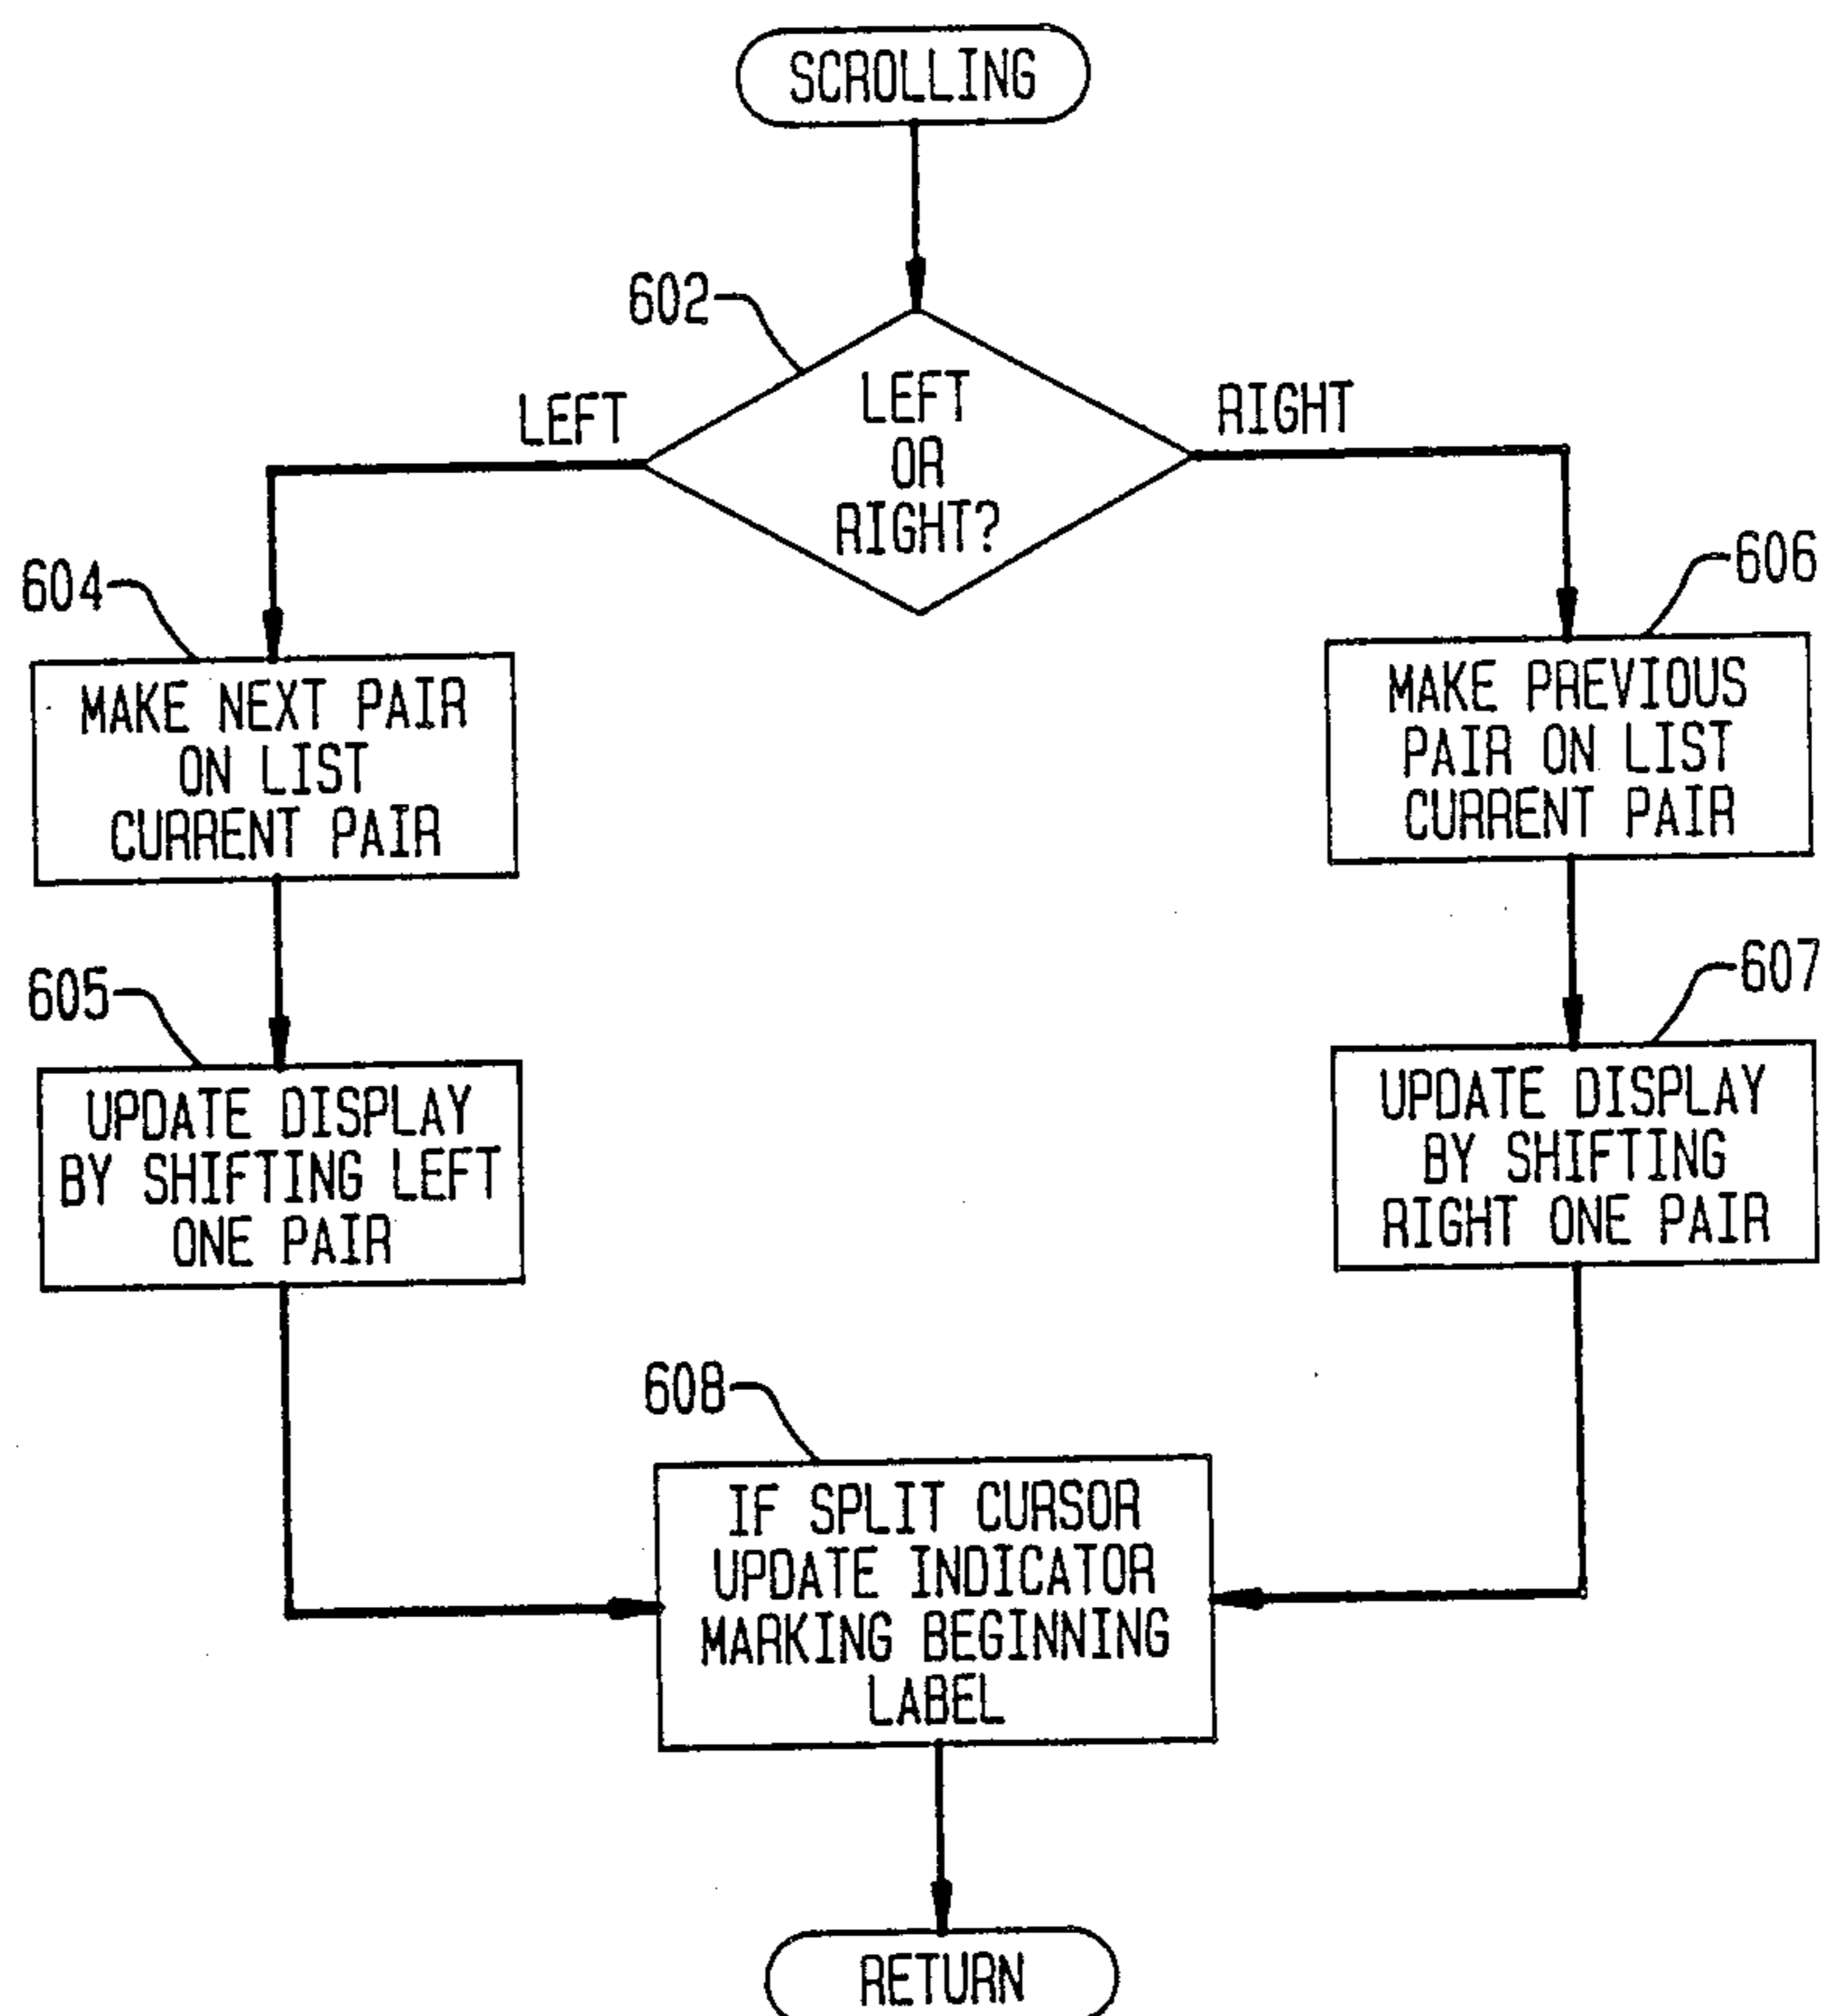 SCROLLING
602
LEFT
OR
RIGHT?
LEFT
RIGHT
604
MAKE NEXT PAIR
ON LIST
CURRENT PAIR
606
MAKE PREVIOUS
PAIR ON LIST
CURRENT PAIR
605
UPDATE DISPLAY
BY SHIFTING LEFT
ONE PAIR
607
UPDATE DISPLAY
BY SHIFTING
RIGHT ONE PAIR
608
IF SPLIT CURSOR
UPDATE INDICATOR
MARKING BEGINNING
LABEL
RETURN